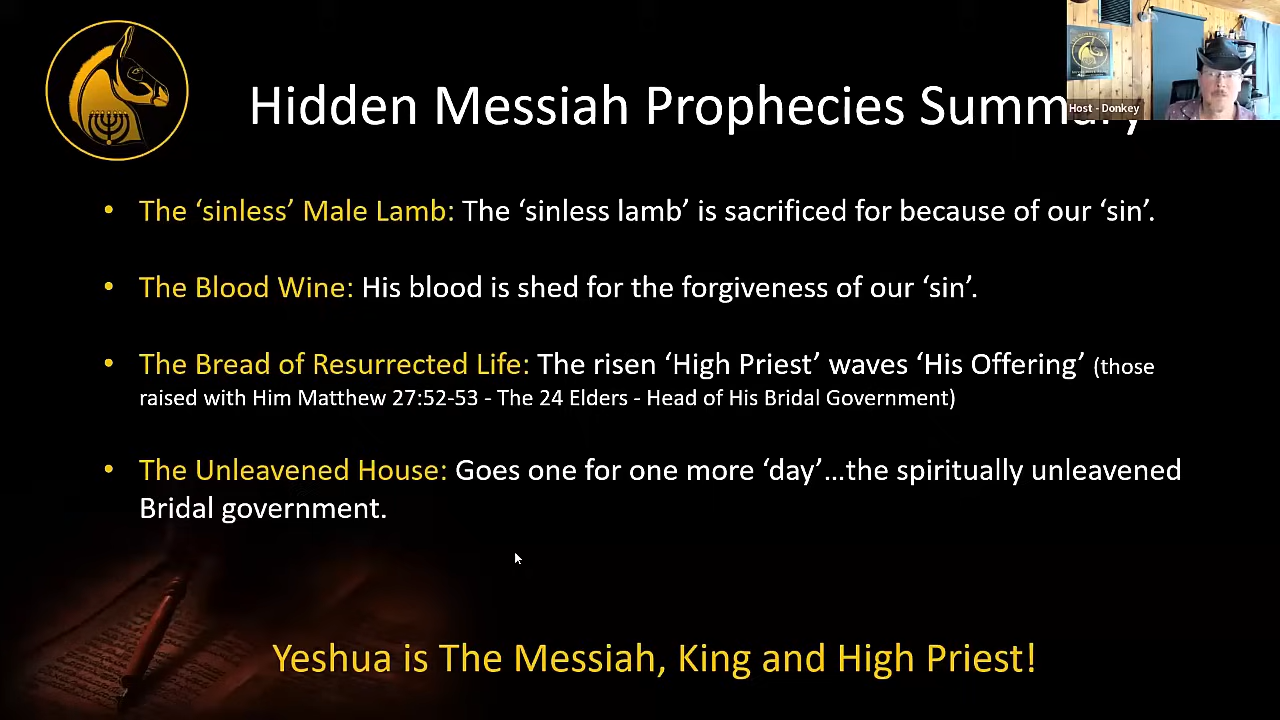 Hidden Messiah Prophecies Summary
Host - Donkey
• The ‘sinless’ Male Lamb: The ‘sinless lamb’ is sacrificed for because of our ‘sin’.
• The Blood Wine: His blood is shed for the forgiveness of our ‘sin’.
• The Bread of Resurrected Life: The risen ‘High Priest’ waves ‘His Offering’ (those
raised with Him Matthew 27:52-53 - The 24 Elders - Head of His Bridal Government)
• The Unleavened House: Goes one for one more ‘day’...the spiritually unleavened
Bridal government.
Yeshua is The Messiah, King and High Priest!